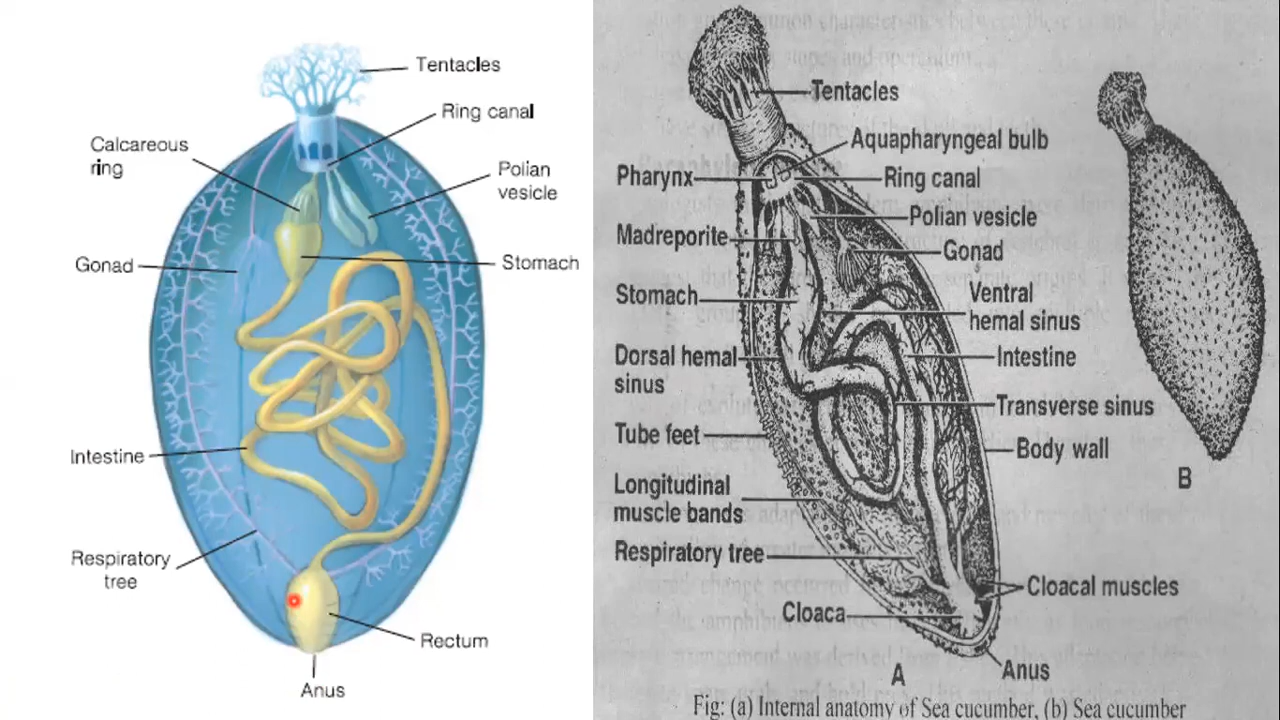 Tentacles
Ring canal
Calcareous
ring
Polian
vesicle
Gonad
Stomach
Intestine
Respiratory
tree
Rectum
Anus
Tentacles
Aquapharyngeal bulb
Pharynx
Ring canal
Polian vesicle
Madreporite
Gonad
Stomach
Ventral
hemal sinus
Dorsal hemal
sinus
Intestine
Transverse sinus
Tube feet
Body wall
Longitudinal
muscle bands
Respiratory tree
Cloacal muscles
Cloaca
Anus
A
B
Fig: (a) Internal anatomy of Sea cucumber, (b) Sea cucumber